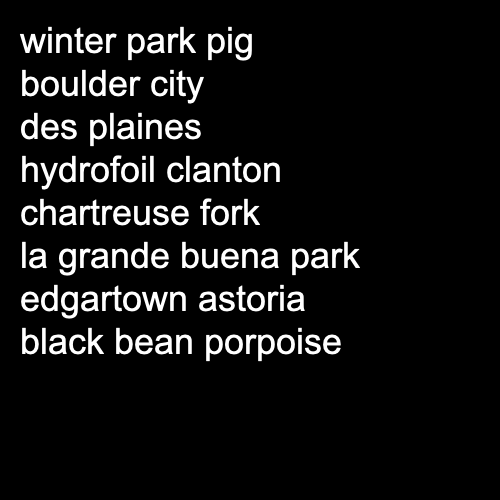 winter park pig
boulder city
des plaines
hydrofoil clanton
chartreuse fork
la grande buena park
edgartown astoria
black bean porpoise